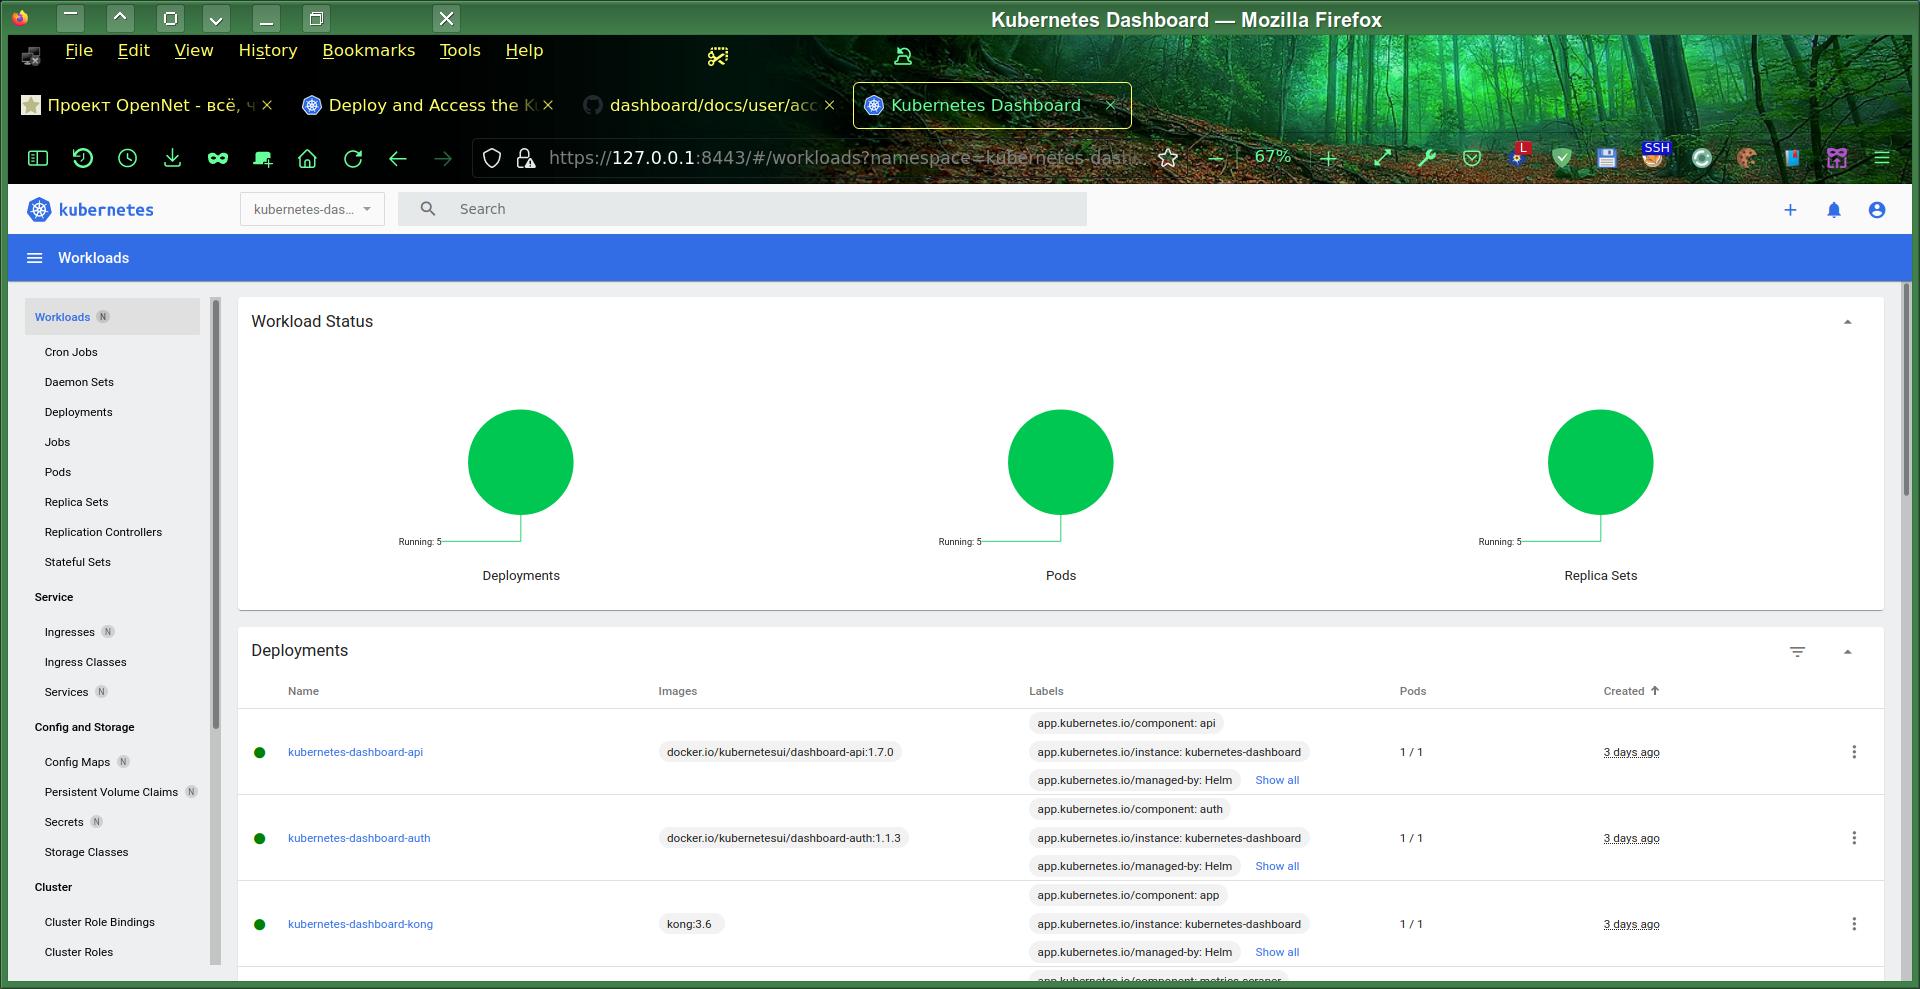 Kubernetes Dashboard — Mozilla Firefox
File Edit View History Bookmarks Tools Help
Проект OpenNet - всё, ч
Deploy and Access the Ku
dashboard/docs/user/acc
Kubernetes Dashboard
https://127.0.0.1:8443/#/workloads?namespace=kubernetes-dash
67%
L
SSH
kubernetes
kubernetes-das...
Search
Workloads
Workloads N
Cron Jobs
Daemon Sets
Deployments
Jobs
Pods
Replica Sets
Replication Controllers
Stateful Sets
Service
Ingresses N
Ingress Classes
Services N
Config and Storage
Config Maps N
Persistent Volume Claims N
Secrets N
Storage Classes
Cluster
Cluster Role Bindings
Cluster Roles
Workload Status
Running: 5
Deployments
Running: 5
Pods
Running: 5
Replica Sets
Deployments
Name Images Labels Pods Created
app.kubernetes.io/component: api
kubernetes-dashboard-api docker.io/kubernetesui/dashboard-api:1.7.0 app.kubernetes.io/instance: kubernetes-dashboard 1 / 1 3 days ago
app.kubernetes.io/managed-by: Helm Show all
app.kubernetes.io/component: auth
kubernetes-dashboard-auth docker.io/kubernetesui/dashboard-auth:1.1.3 app.kubernetes.io/instance: kubernetes-dashboard 1 / 1 3 days ago
app.kubernetes.io/managed-by: Helm Show all
app.kubernetes.io/component: app
kubernetes-dashboard-kong kong:3.6 app.kubernetes.io/instance: kubernetes-dashboard 1 / 1 3 days ago
app.kubernetes.io/managed-by: Helm Show all
app.kubernetes.io/component: metrics-scraper